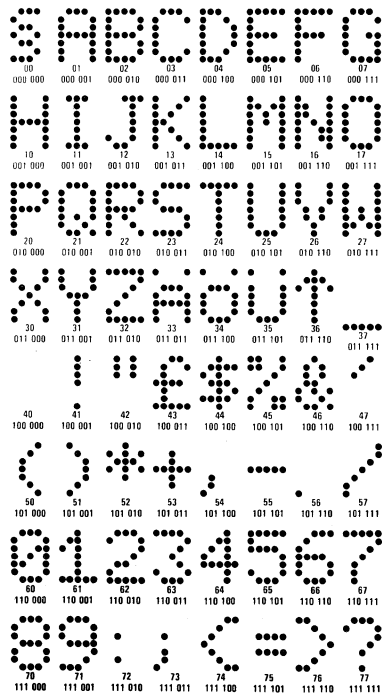 § A B C D E F G
00 01 02 03 04 05 06 07
000 000 000 001 000 010 000 011 000 100 000 101 000 110 000 111
H I J K L M N O
10 11 12 13 14 15 16 17
001 000 001 001 001 010 001 011 001 100 001 101 001 110 001 111
P Q R S T U V W
20 21 22 23 24 25 26 27
010 000 010 001 010 010 010 011 010 100 010 101 010 110 010 111
X Y Z Ä Ö Ü ↑ _
30 31 32 33 34 35 36 37
011 000 011 001 011 010 011 011 011 100 011 101 011 110 011 111
! " £ $ % & '
40 41 42 43 44 45 46 47
100 000 100 001 100 010 100 011 100 100 100 101 100 110 100 111
( ) * + , - . /
50 51 52 53 54 55 56 57
101 000 101 001 101 010 101 011 101 100 101 101 101 110 101 111
0 1 2 3 4 5 6 7
60 61 62 63 64 65 66 67
110 000 110 001 110 010 110 011 110 100 110 101 110 110 110 111
8 9 : ; < = > ?
70 71 72 73 74 75 76 77
111 000 111 001 111 010 111 011 111 100 111 101 111 110 111 111